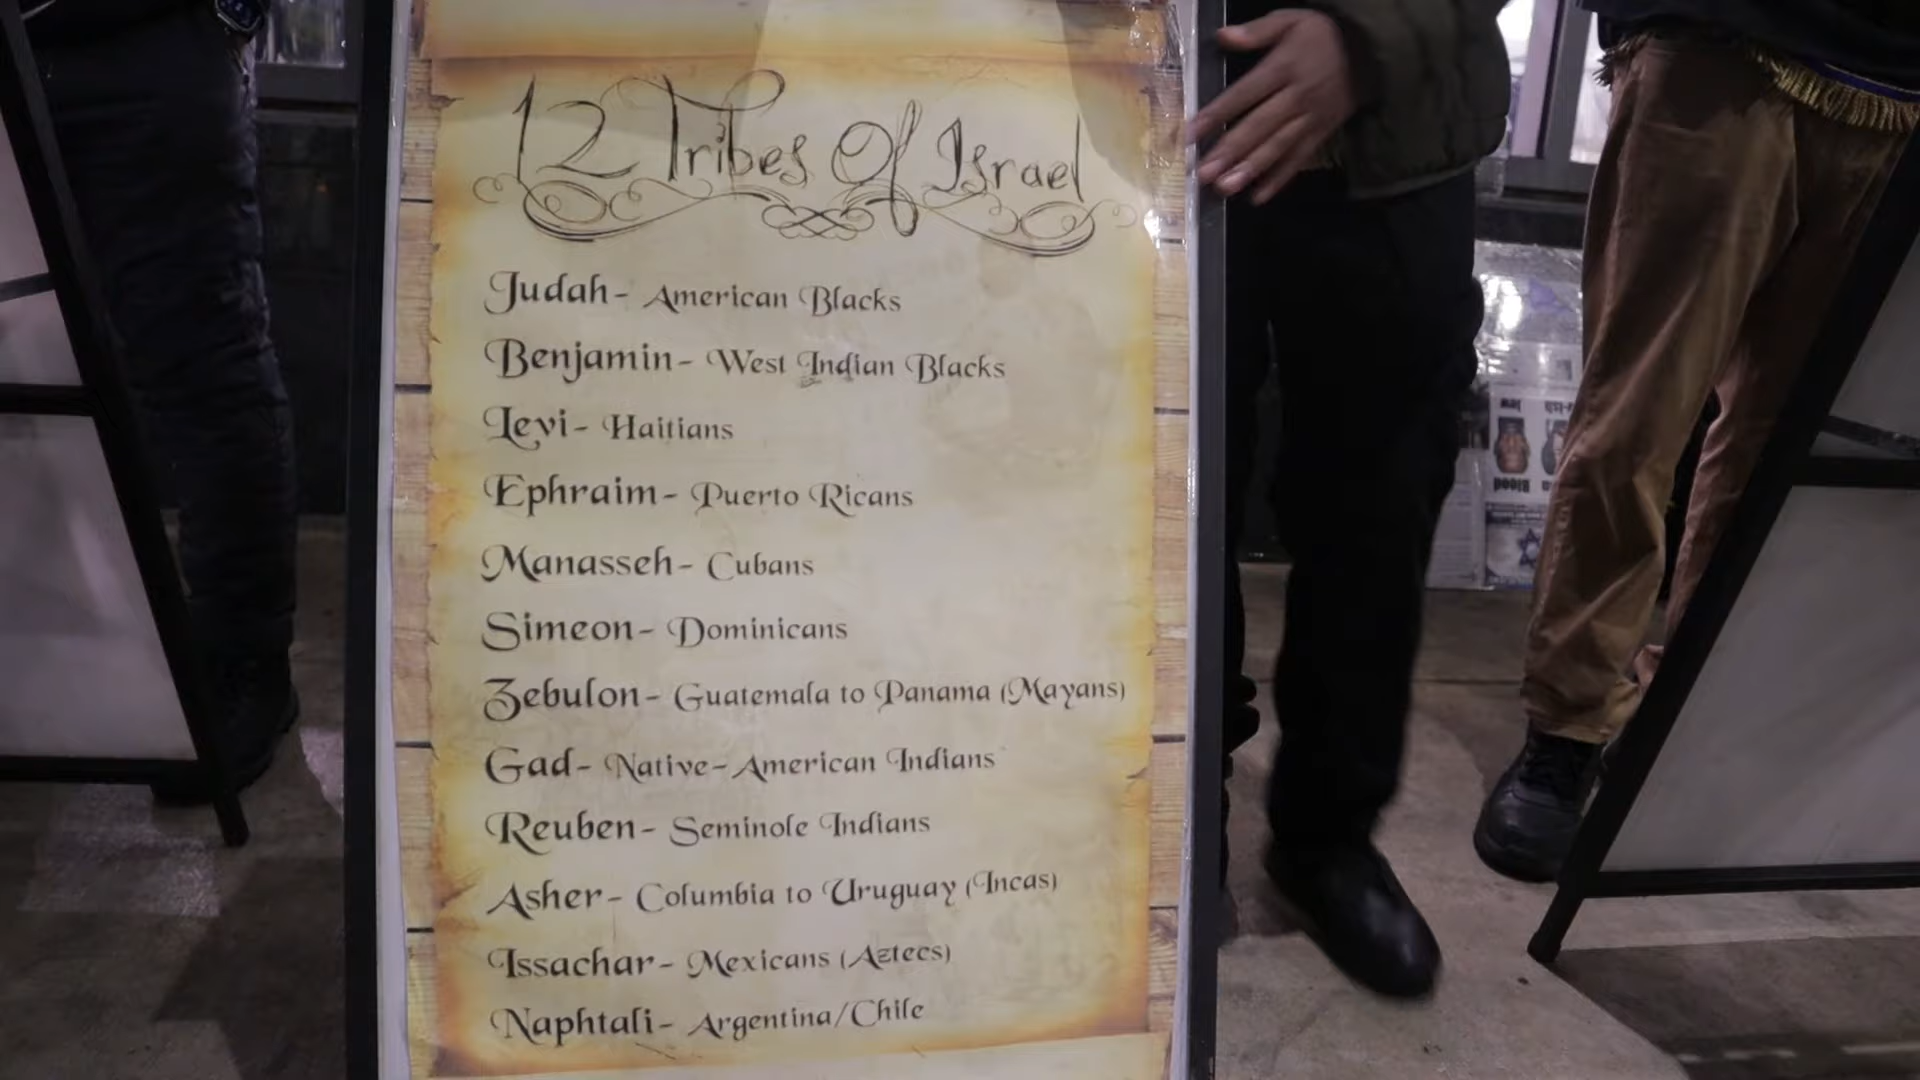 12 Tribes Of Israel
Judah- American Blacks
Benjamin- West Indian Blacks
Levi- Haitians
Ephraim- Puerto Ricans
Manasseh- Cubans
Simeon- Dominicans
Zebulon- Guatemala to Panama (Mayans)
Gad- Native-American Indians
Reuben- Seminole Indians
Asher- Columbia to Uruguay (Incas)
Issachar- Mexicans (Aztecs)
Naphtali- Argentina/Chile
Blood